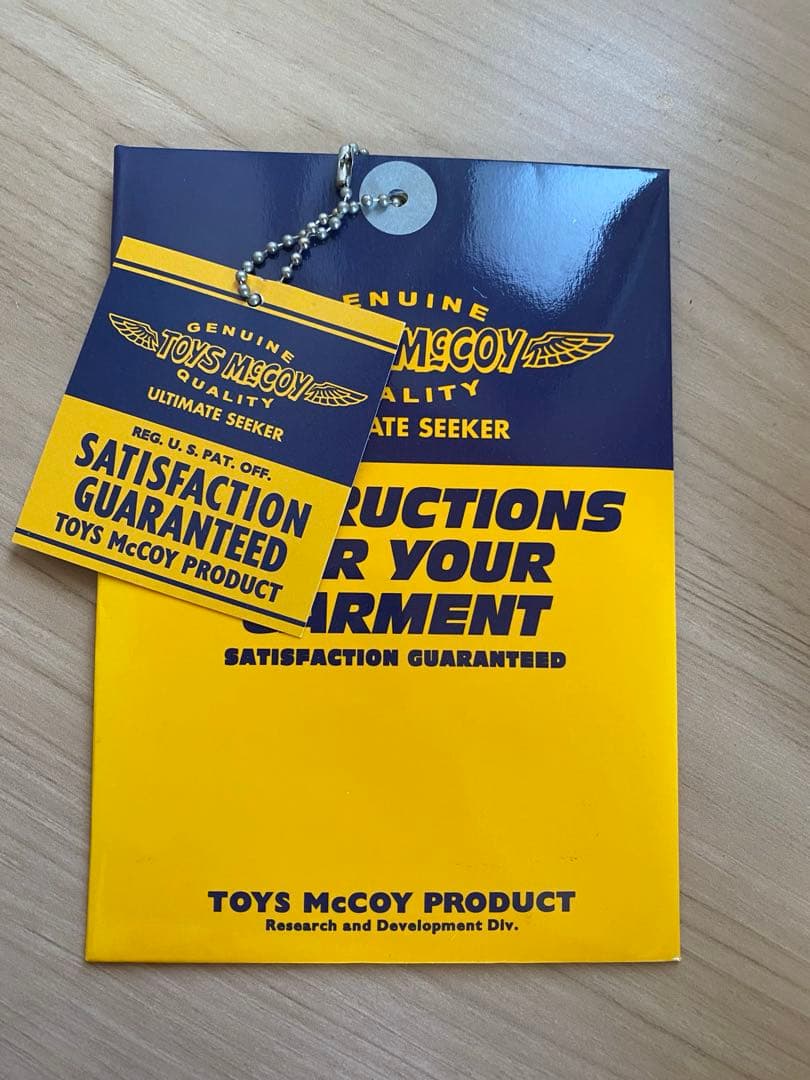 GENUINE
TOYS McCOY
QUALITY
ULTIMATE SEEKER
REG. U. S. PAT. OFF.
SATISFACTION
GUARANTEED
TOYS McCOY PRODUCT
ENUINE
McCOY
ALITY
ATE SEEKER
RUCTIONS
R YOUR
ARMENT
SATISFACTION GUARANTEED
TOYS McCOY PRODUCT
Research and Development Div.